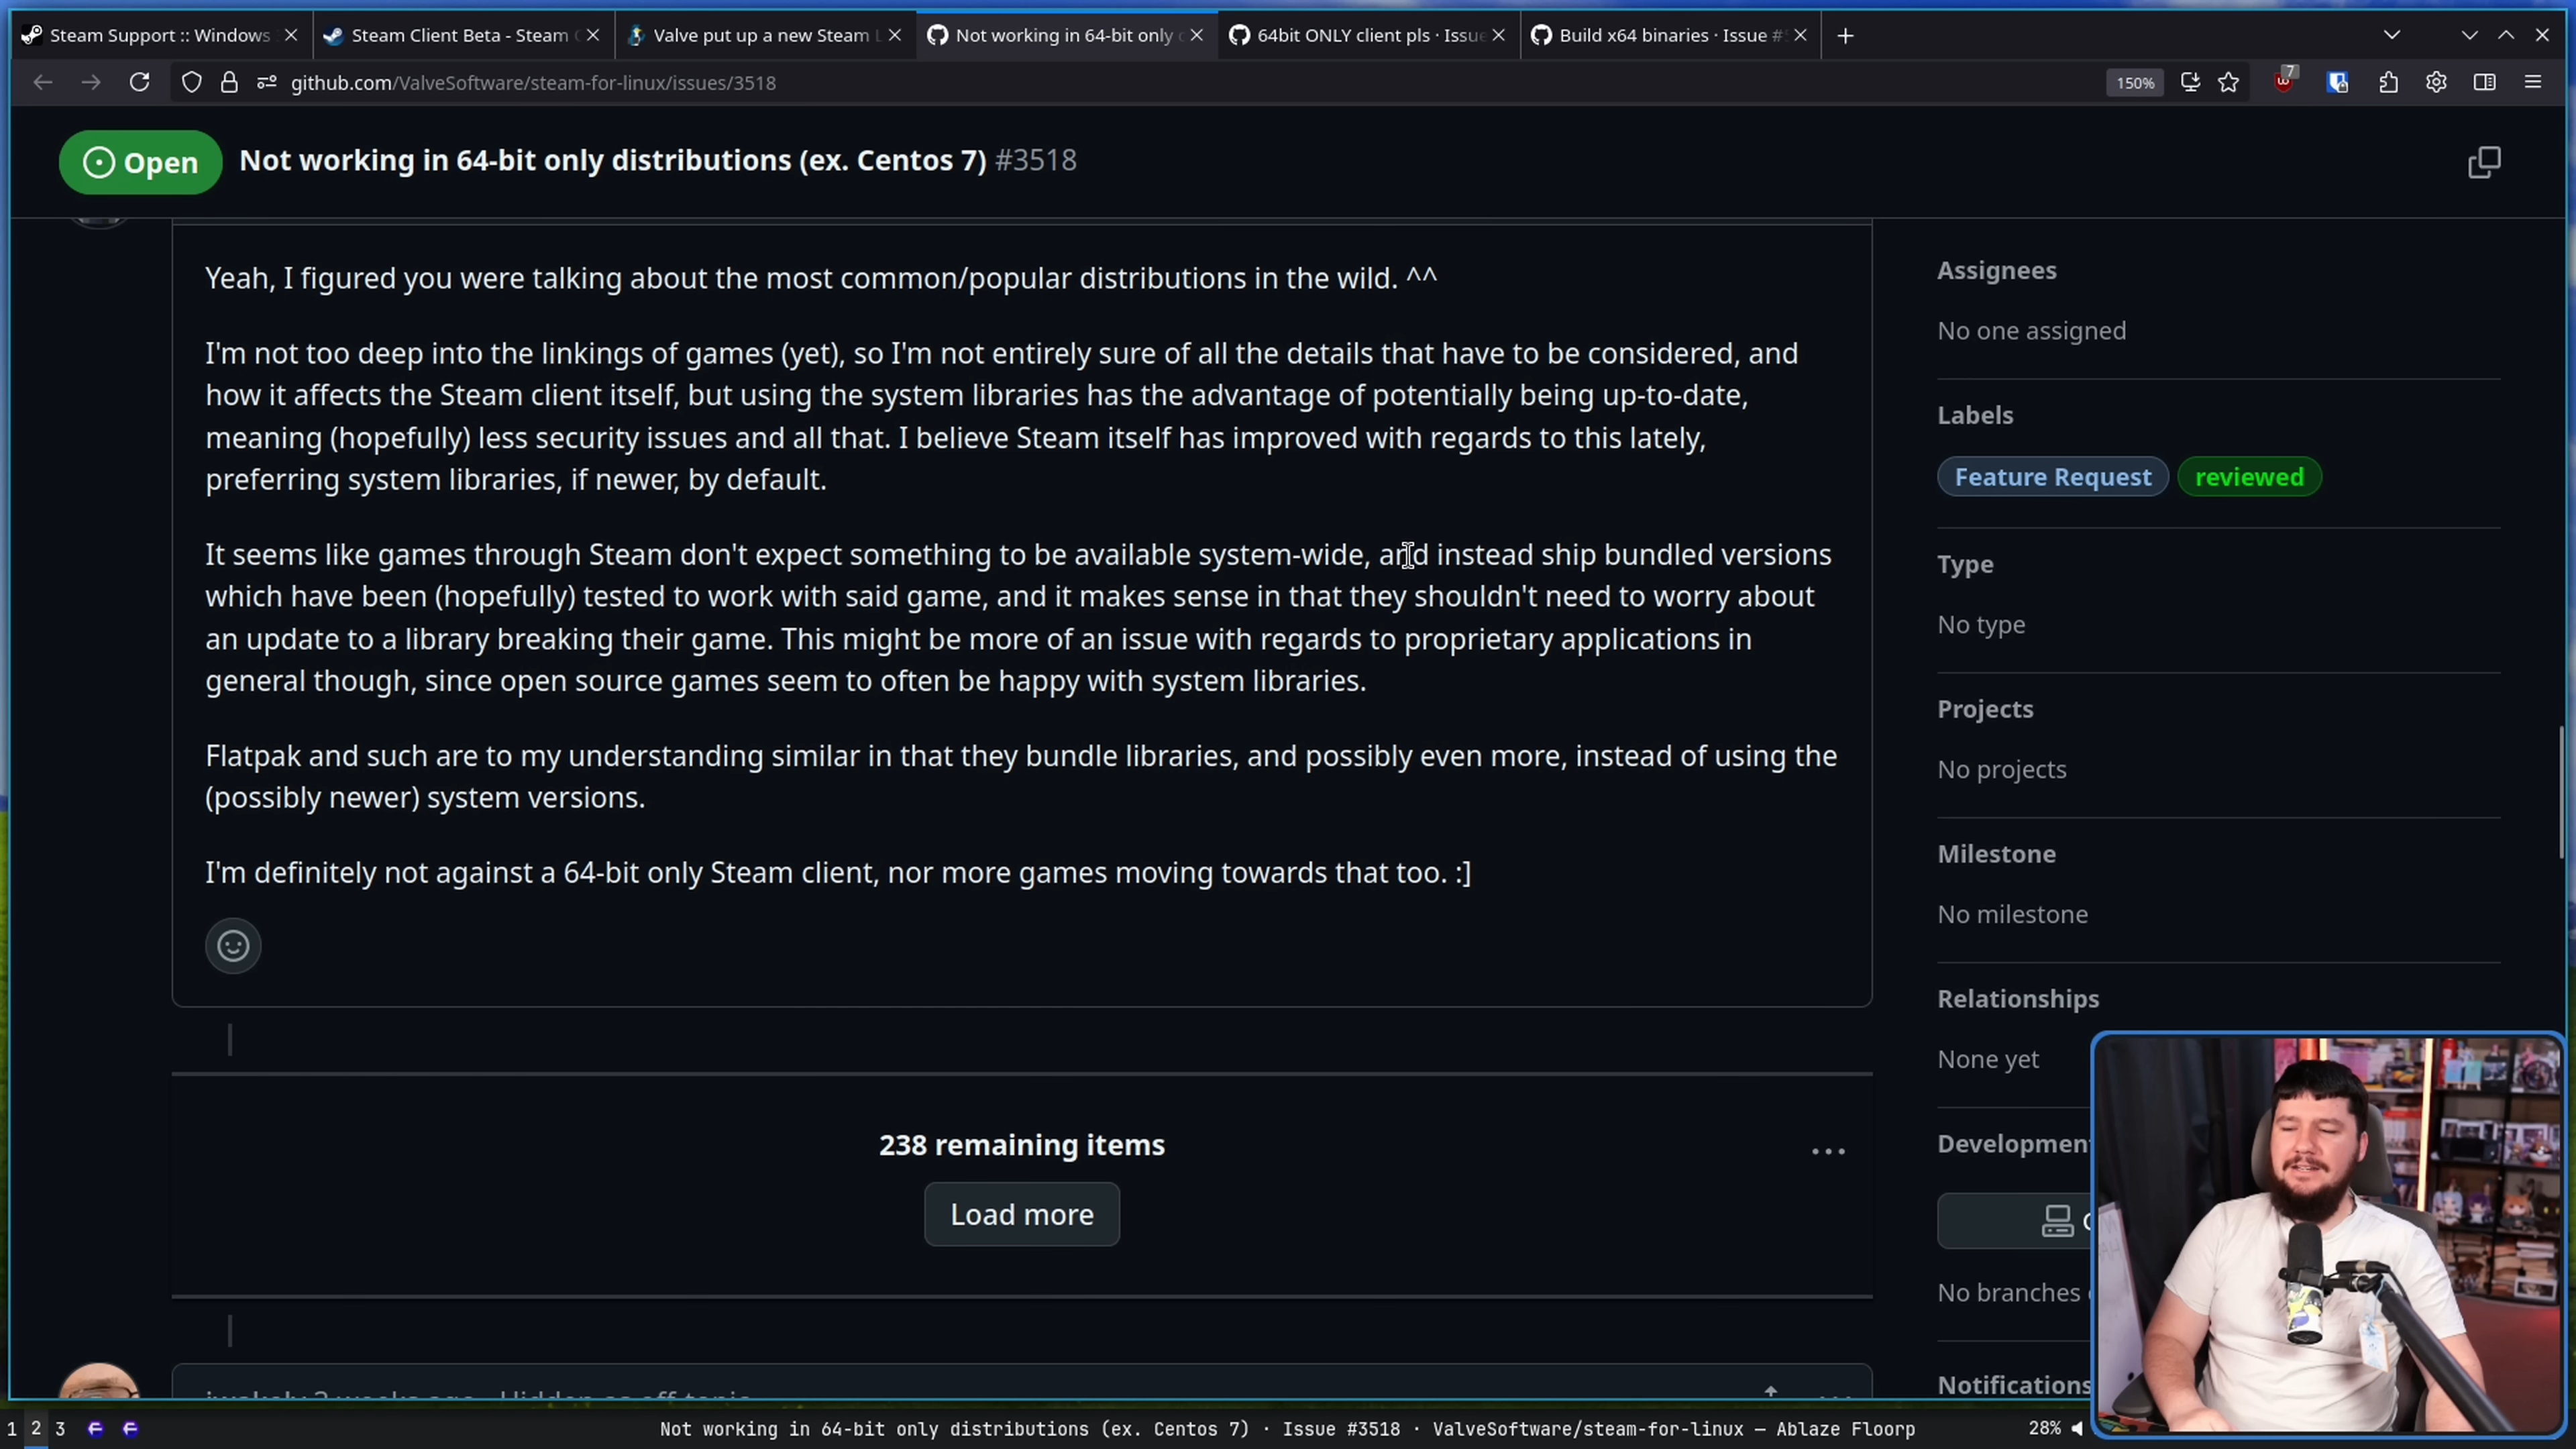 Steam Support :: Windows
Steam Client Beta - Steam
Valve put up a new Steam
Not working in 64-bit only
64bit ONLY client pls · Issue
Build x64 binaries · Issue
github.com/ValveSoftware/steam-for-linux/issues/3518
150%
7
Open
Not working in 64-bit only distributions (ex. Centos 7) #3518
Yeah, I figured you were talking about the most common/popular distributions in the wild. ^^
I'm not too deep into the linkings of games (yet), so I'm not entirely sure of all the details that have to be considered, and
how it affects the Steam client itself, but using the system libraries has the advantage of potentially being up-to-date,
meaning (hopefully) less security issues and all that. I believe Steam itself has improved with regards to this lately,
preferring system libraries, if newer, by default.
It seems like games through Steam don't expect something to be available system-wide, and instead ship bundled versions
which have been (hopefully) tested to work with said game, and it makes sense in that they shouldn't need to worry about
an update to a library breaking their game. This might be more of an issue with regards to proprietary applications in
general though, since open source games seem to often be happy with system libraries.
Flatpak and such are to my understanding similar in that they bundle libraries, and possibly even more, instead of using the
(possibly newer) system versions.
I'm definitely not against a 64-bit only Steam client, nor more games moving towards that too. :]
238 remaining items
Load more
Assignees
No one assigned
Labels
Feature Request
reviewed
Type
No type
Projects
No projects
Milestone
No milestone
Relationships
None yet
Development
No branches
Notifications
1 2 3
Not working in 64-bit only distributions (ex. Centos 7) · Issue #3518 · ValveSoftware/steam-for-linux — Ablaze Floorp
28%